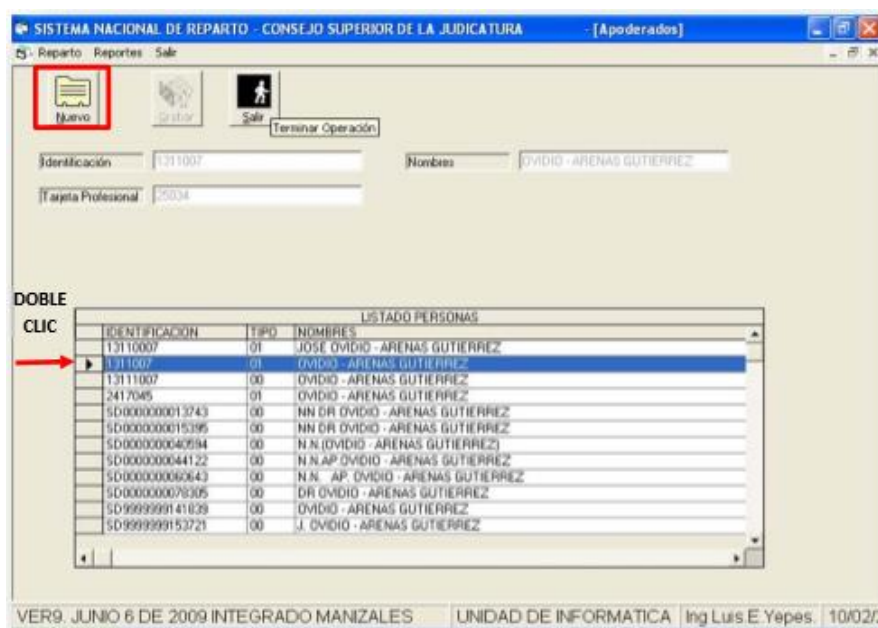 SISTEMA NACIONAL DE REPARTO - CONSEJO SUPERIOR DE LA JUDICATURA - [Apoderados]
Reparto Reportes Salir
Nuevo Grabar Salir
Terminar Operación
Identificación 1311007 Nombres OVIDIO - ARENAS GUTIERREZ
Tarjeta Profesional 25034
DOBLE
CLIC
LISTADO PERSONAS
IDENTIFICACION TIPO NOMBRES
13110007 01 JOSE OVIDIO - ARENAS GUTIERREZ
1311007 01 OVIDIO - ARENAS GUTIERREZ
13111007 00 OVIDIO - ARENAS GUTIERREZ
2417045 01 OVIDIO - ARENAS GUTIERREZ
SD0000000013743 00 NN DR OVIDIO - ARENAS GUTIERREZ
SD0000000015395 00 NN DR OVIDIO - ARENAS GUTIERREZ
SD0000000040594 00 N.N.(OVIDIO - ARENAS GUTIERREZ)
SD0000000044122 00 N.N.AP.OVIDIO - ARENAS GUTIERREZ
SD0000000060643 00 N.N. AP. OVIDIO - ARENAS GUTIERREZ
SD0000000078305 00 DR OVIDIO - ARENAS GUTIERREZ
SD9999999141839 00 OVIDIO - ARENAS GUTIERREZ
SD9999999153721 00 J. OVIDIO - ARENAS GUTIERREZ
VER9. JUNIO 6 DE 2009 INTEGRADO MANIZALES UNIDAD DE INFORMATICA Ing Luis E Yepes. 10/02/